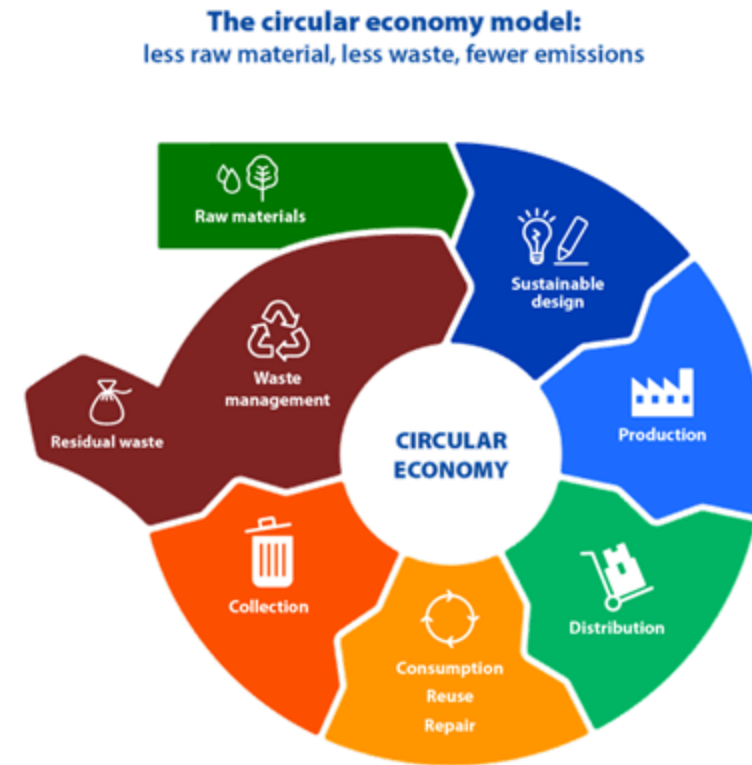 The circular economy model:
less raw material, less waste, fewer emissions
Raw materials
Sustainable
design
Production
Distribution
Consumption
Reuse
Repair
Collection
Waste
management
Residual waste
CIRCULAR
ECONOMY